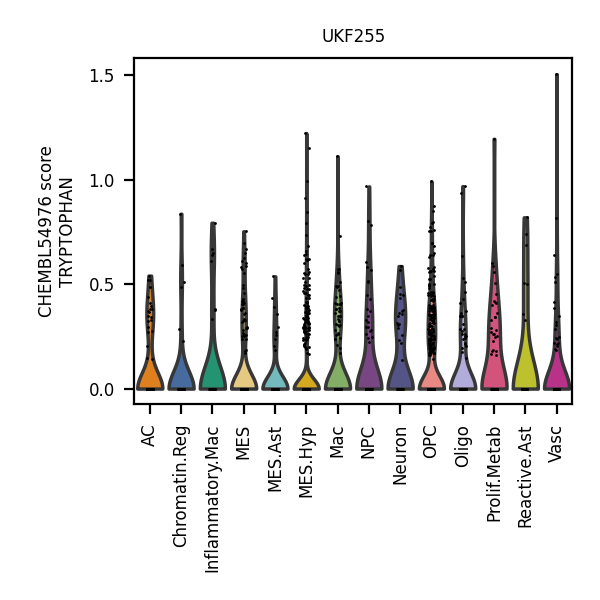 UKF255
CHEMBL54976 score
TRYPTOPHAN
1.5
1.0
0.5
0.0
AC
Chromatin.Reg
Inflammatory.Mac
MES
MES.Ast
MES.Hyp
Mac
NPC
Neuron
OPC
Oligo
Prolif.Metab
Reactive.Ast
Vasc